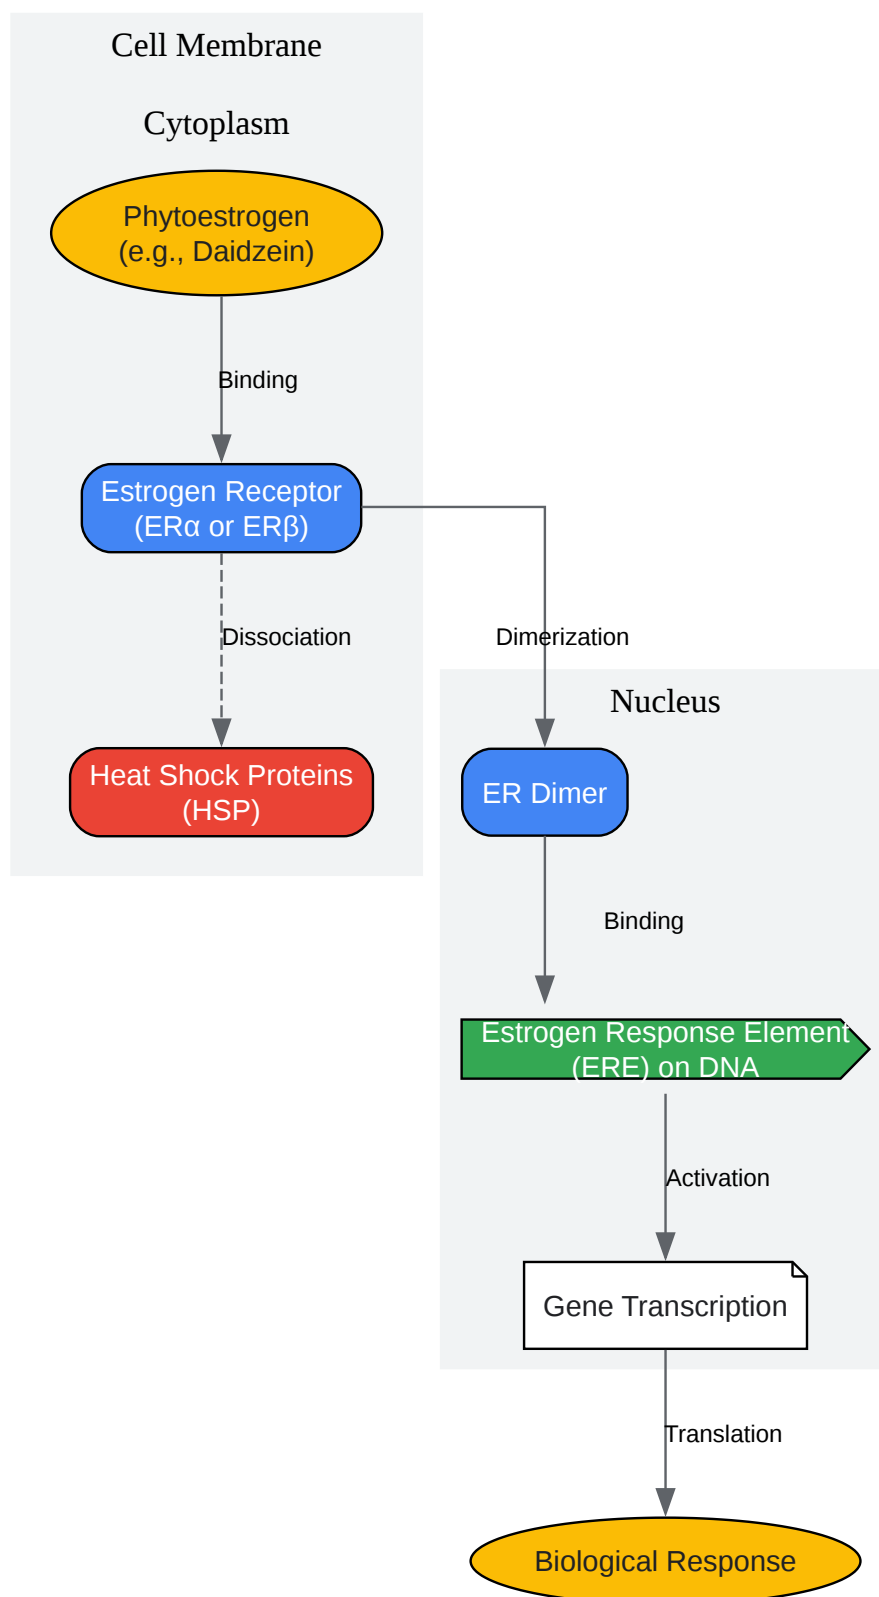 Cell Membrane
Cytoplasm
Phytoestrogen
(e.g., Daidzein)
Binding
Estrogen Receptor
(ERα or ERβ)
Dissociation
Dimerization
Nucleus
Heat Shock Proteins
(HSP)
ER Dimer
Binding
Estrogen Response Element
(ERE) on DNA
Activation
Gene Transcription
Translation
Biological Response